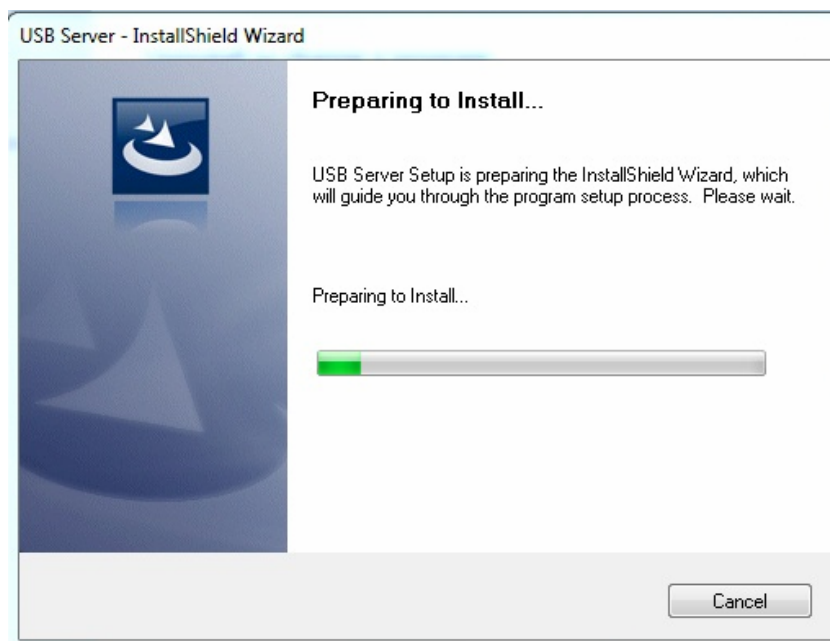 USB Server - InstallShield Wizard
Preparing to Install...
USB Server Setup is preparing the InstallShield Wizard, which
will guide you through the program setup process.  Please wait.
Preparing to Install...
Cancel